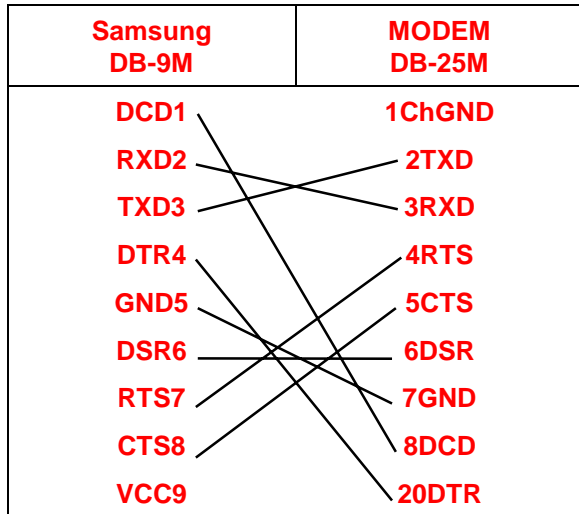 Samsung MODEM
DB-9M DB-25M
DCD1 1ChGND
RXD2 2TXD
TXD3 3RXD
DTR4 4RTS
GND5 5CTS
DSR6 6DSR
RTS7 7GND
CTS8 8DCD
VCC9 20DTR